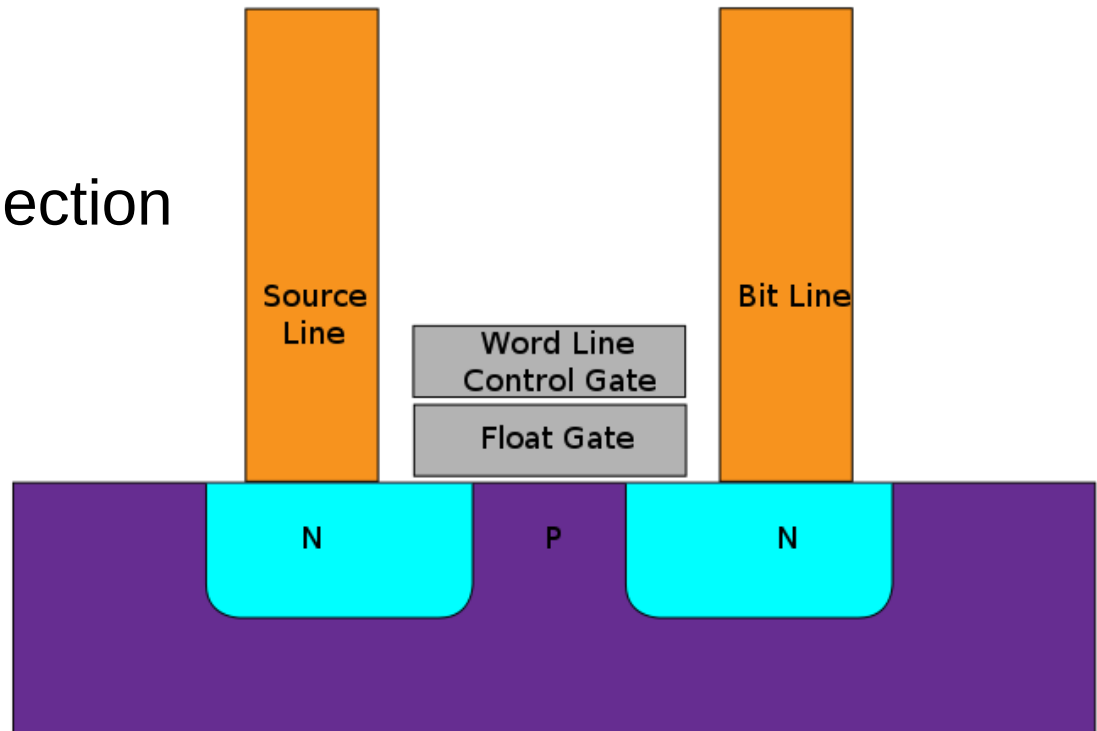 ection
Source
Line
Bit Line
Word Line
Control Gate
Float Gate
N
P
N